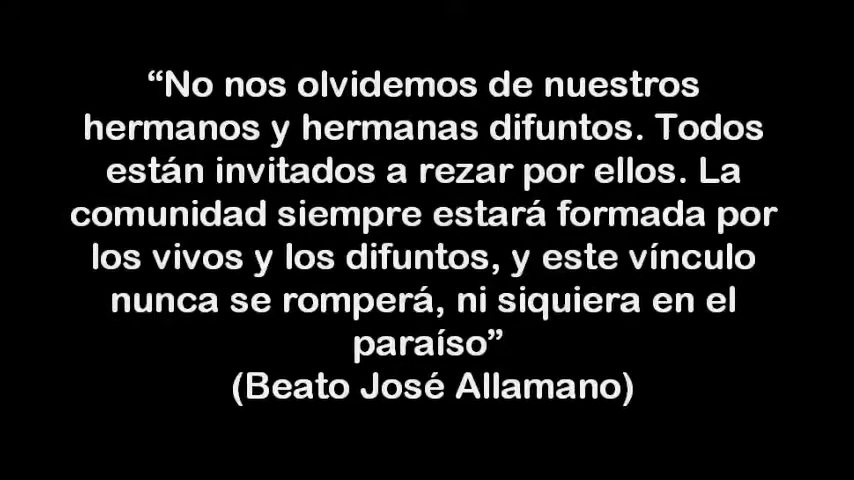 “No nos olvidemos de nuestros
hermanos y hermanas difuntos. Todos
están invitados a rezar por ellos. La
comunidad siempre estará formada por
los vivos y los difuntos, y este vínculo
nunca se romperá, ni siquiera en el
paraíso”
(Beato José Allamano)